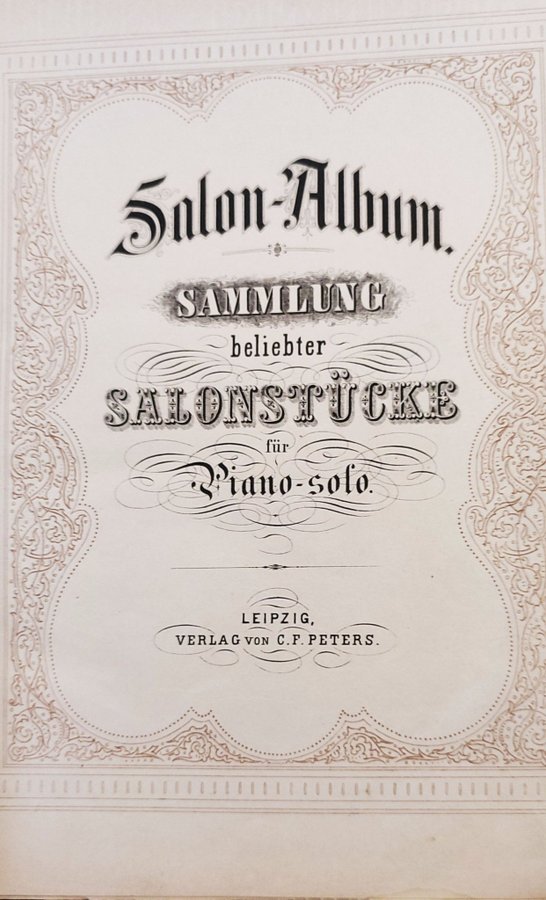 Salon-Album.
SAMMLUNG
beliebter
SALONSTÜCKE
für
Piano-solo.
LEIPZIG,
VERLAG VON C. F. PETERS.